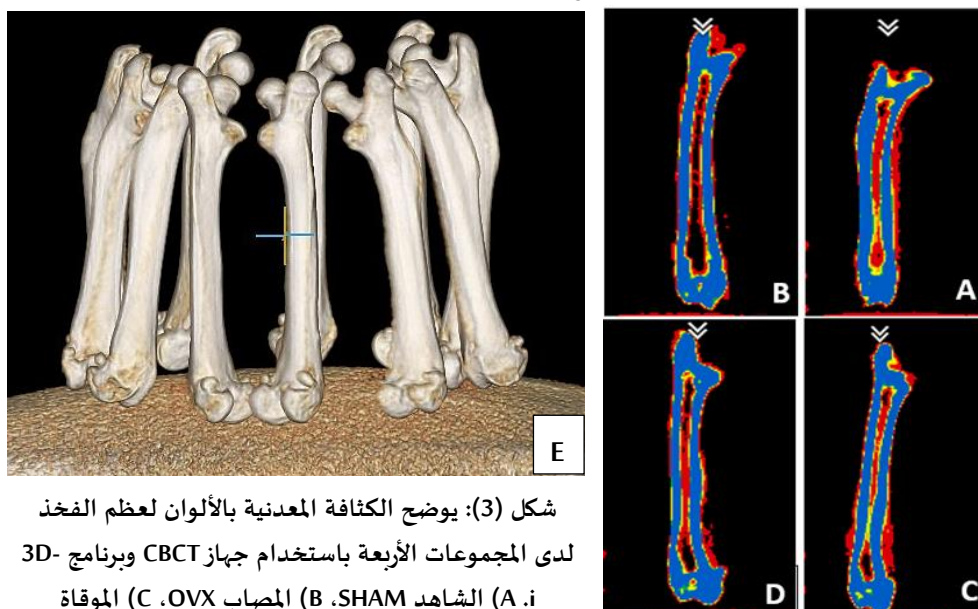 B
A
D
C
E
شكل (3): يوضح الكثافة المعدنية بالألوان لعظم الفخذ
لدى المجموعات الأربعة باستخدام جهاز CBCT وبرنامج 3D-
i. A) الشاهد SHAM، B) المصاب OVX، C) الموقاة